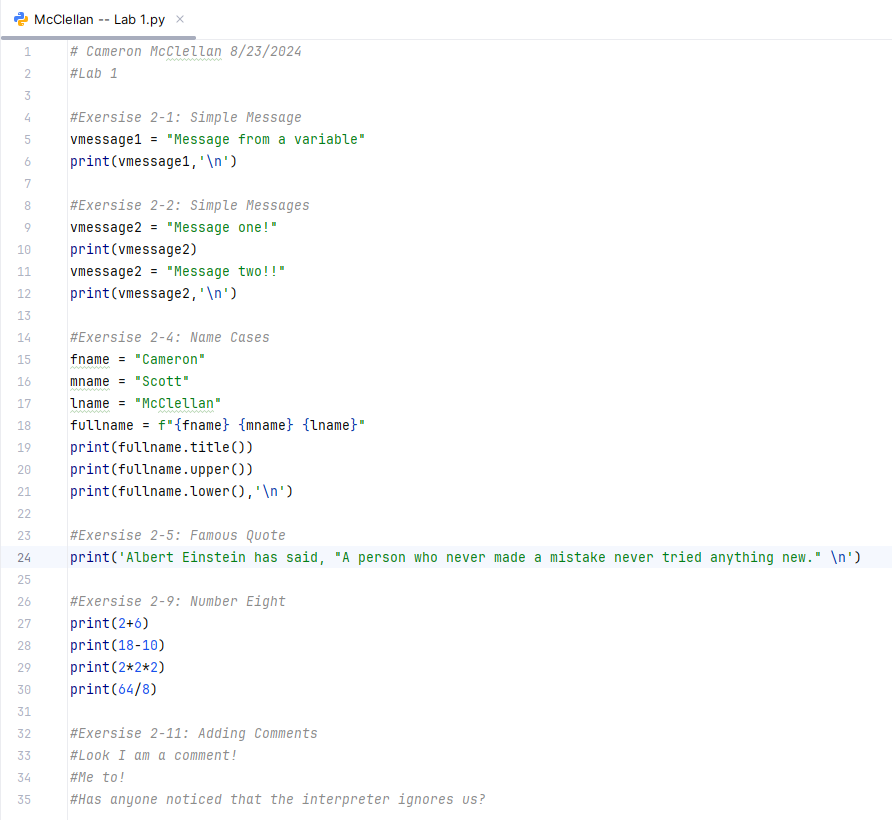 McClellan -- Lab 1.py ×
1 # Cameron McClellan 8/23/2024
2 #Lab 1
3
4 #Exersise 2-1: Simple Message
5 vmessage1 = "Message from a variable"
6 print(vmessage1,'\n')
7
8 #Exersise 2-2: Simple Messages
9 vmessage2 = "Message one!"
10 print(vmessage2)
11 vmessage2 = "Message two!!"
12 print(vmessage2,'\n')
13
14 #Exersise 2-4: Name Cases
15 fname = "Cameron"
16 mname = "Scott"
17 lname = "McClellan"
18 fullname = f"{fname} {mname} {lname}"
19 print(fullname.title())
20 print(fullname.upper())
21 print(fullname.lower(),'\n')
22
23 #Exersise 2-5: Famous Quote
24 print('Albert Einstein has said, "A person who never made a mistake never tried anything new." \n')
25
26 #Exersise 2-9: Number Eight
27 print(2+6)
28 print(18-10)
29 print(2*2*2)
30 print(64/8)
31
32 #Exersise 2-11: Adding Comments
33 #Look I am a comment!
34 #Me to!
35 #Has anyone noticed that the interpreter ignores us?